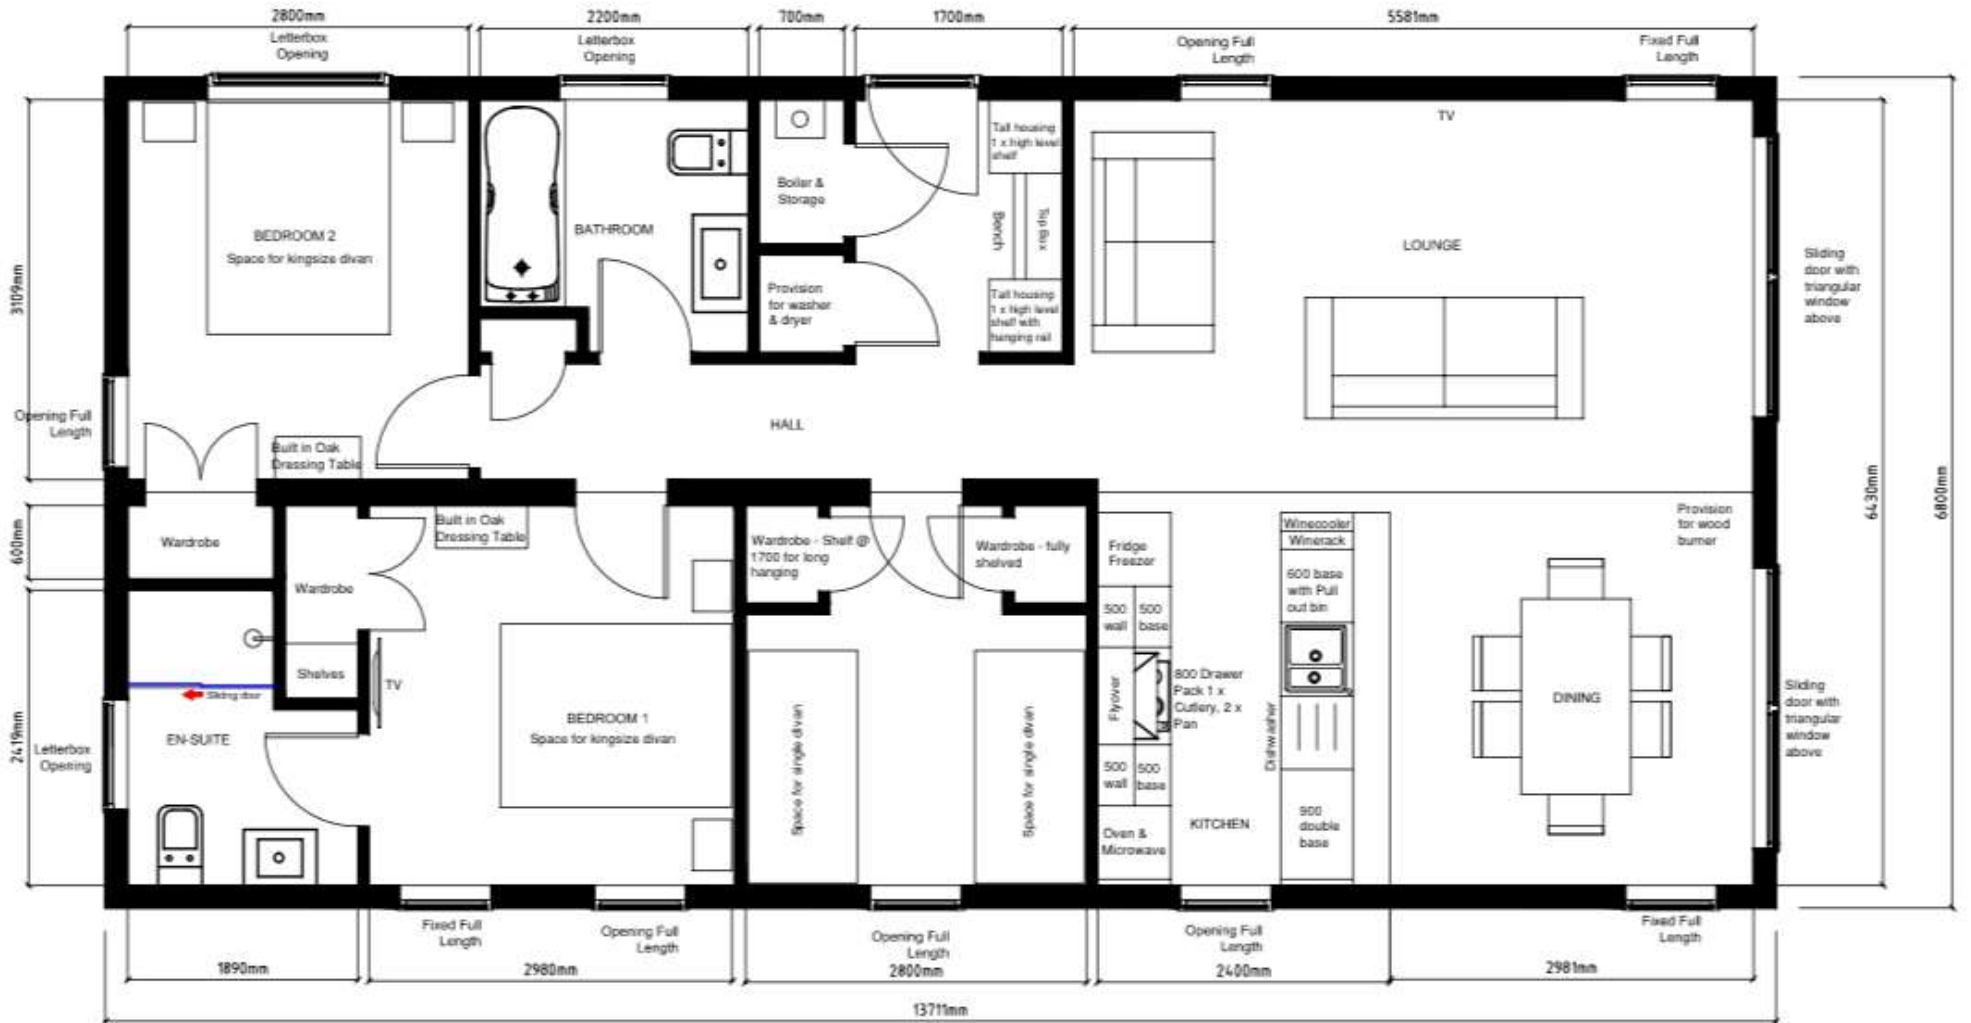 2800mm
2200mm
700mm
1700mm
5581mm
Letterbox
Opening
Letterbox
Opening
Opening Full
Length
Fixed Full
Length
TV
Tall housing
1 x high level
shelf
Boiler &
Storage
Bench
Top Box
BEDROOM 2
Space for kingsize divan
BATHROOM
LOUNGE
Sliding
door with
triangular
window
above
3109mm
Provision
for washer
& dryer
Tall housing
1 x high level
shelf with
hanging rail
Opening Full
Length
HALL
Built in Oak
Dressing Table
6430mm
6800mm
600mm
Wardrobe
Built in Oak
Dressing Table
Wardrobe - Shelf @
1700 for long
hanging
Wardrobe - fully
shelved
Fridge
Freezer
Winecooler
Winerack
600 base
with Pull
out bin
Provision
for wood
burner
Wardrobe
500
wall
500
base
Shelves
TV
Sliding door
Flyover
800 Drawer
Pack 1 x
Cutlery, 2 x
Pan
DINING
Sliding
door with
triangular
window
above
2419mm
Letterbox
Opening
EN-SUITE
BEDROOM 1
Space for kingsize divan
Space for single divan
Space for single divan
Dishwasher
500
wall
500
base
Oven &
Microwave
KITCHEN
900
double
base
Fixed Full
Length
Opening Full
Length
Opening Full
Length
Opening Full
Length
Fixed Full
Length
1890mm
2980mm
2800mm
2400mm
2981mm
13711mm